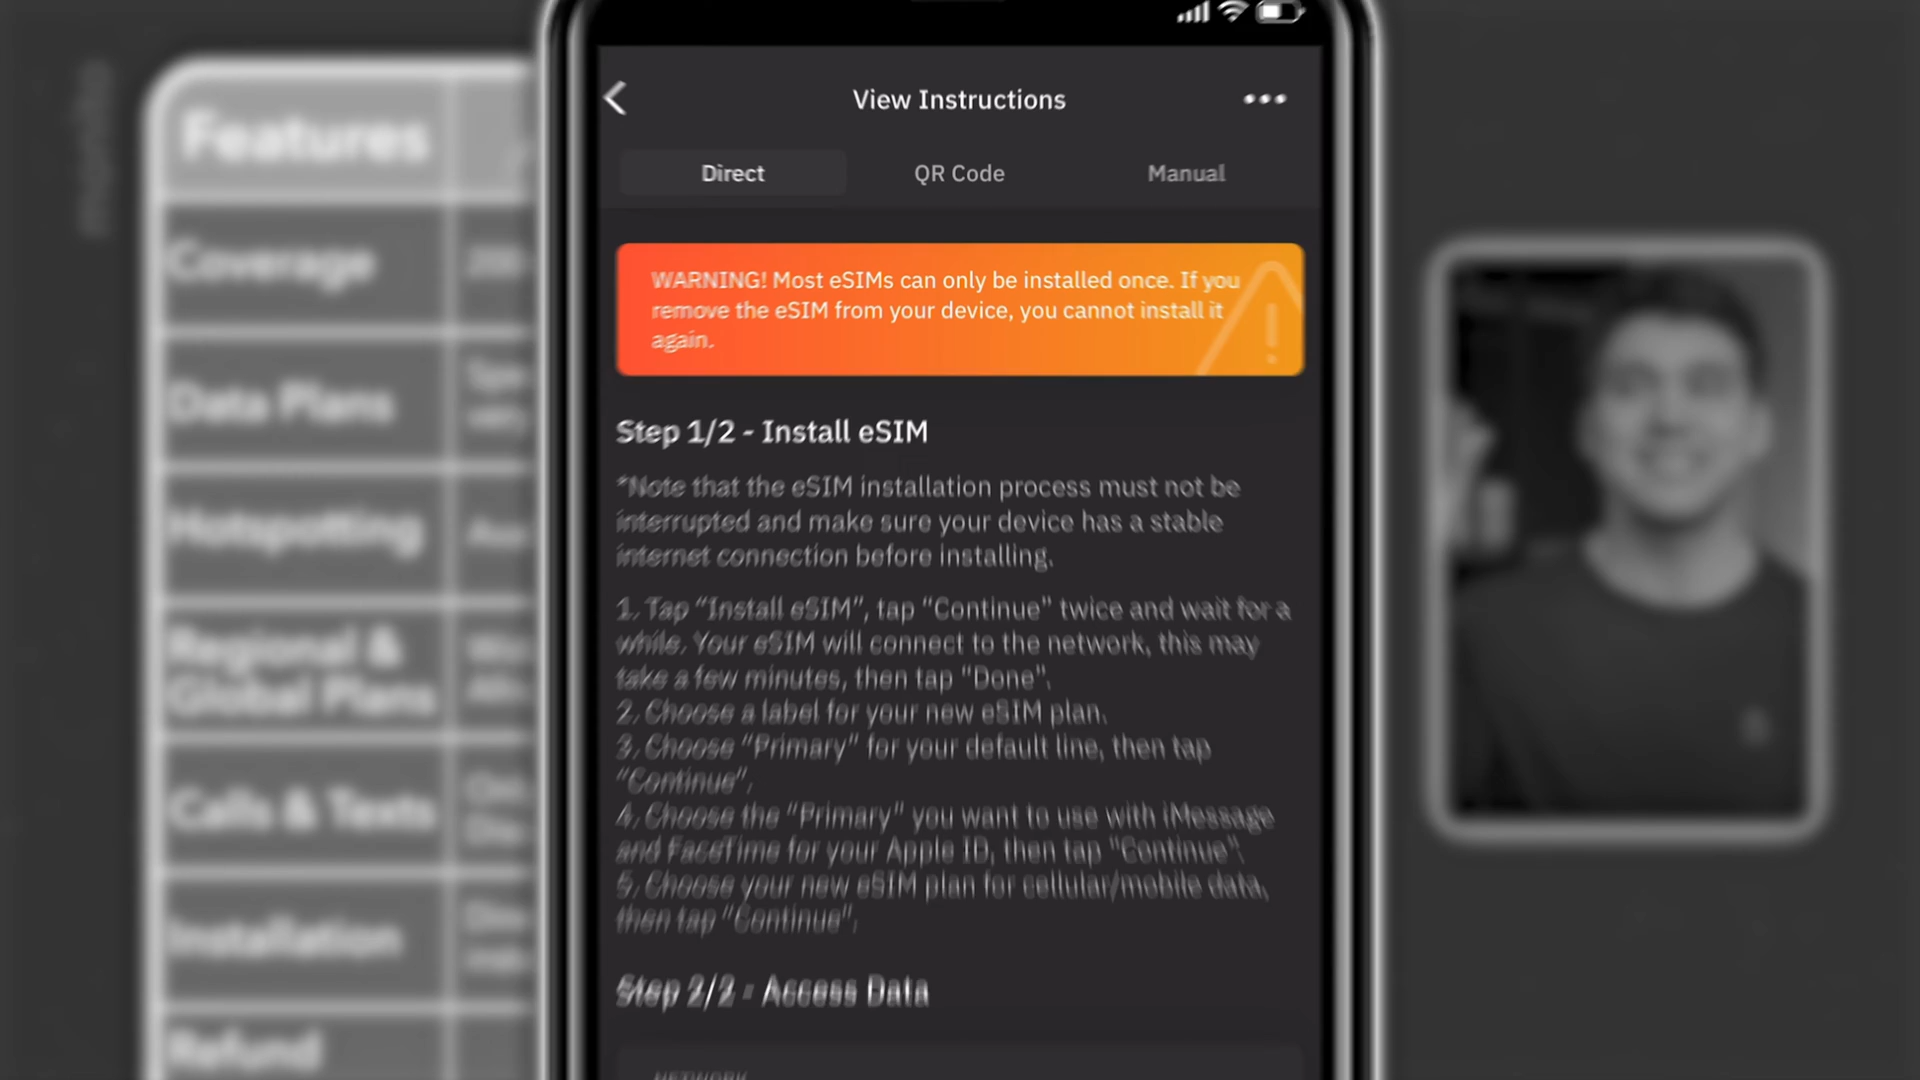 View Instructions
Direct
QR Code
Manual
WARNING! Most eSIMs can only be installed once. If you
remove the eSIM from your device, you cannot install it
again.
Step 1/2 - Install eSIM
*Note that the eSIM installation process must not be
interrupted and make sure your device has a stable
internet connection before installing.
1. Tap “Install eSIM”, tap “Continue” twice and wait for a
while. Your eSIM will connect to the network, this may
take a few minutes, then tap “Done”.
2. Choose a label for your new eSIM plan.
3. Choose “Primary” for your default line, then tap
“Continue”.
4. Choose the “Primary” you want to use with iMessage
and FaceTime for your Apple ID, then tap “Continue”.
5. Choose your new eSIM plan for cellular/mobile data,
then tap “Continue”.
Step 2/2 - Access Data
NETWORK
Features
Coverage
Data Plans
Hotspotting
Regional &
Global Plans
Calls & Texts
Installation
Refund